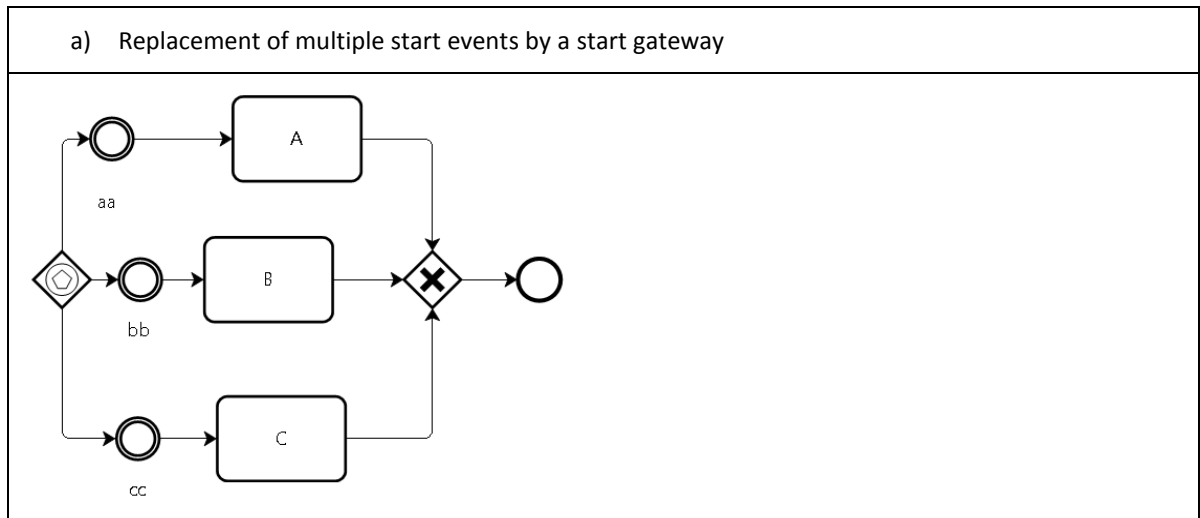 a) Replacement of multiple start events by a start gateway
A
aa
B
bb
C
cc